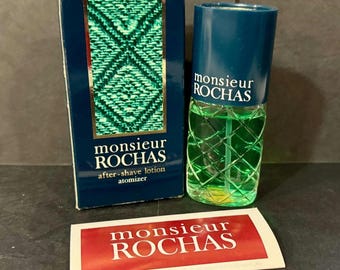 monsieur
ROCHAS
after-shave lotion
atomizer
monsieur
ROCHAS
monsieur
ROCHAS